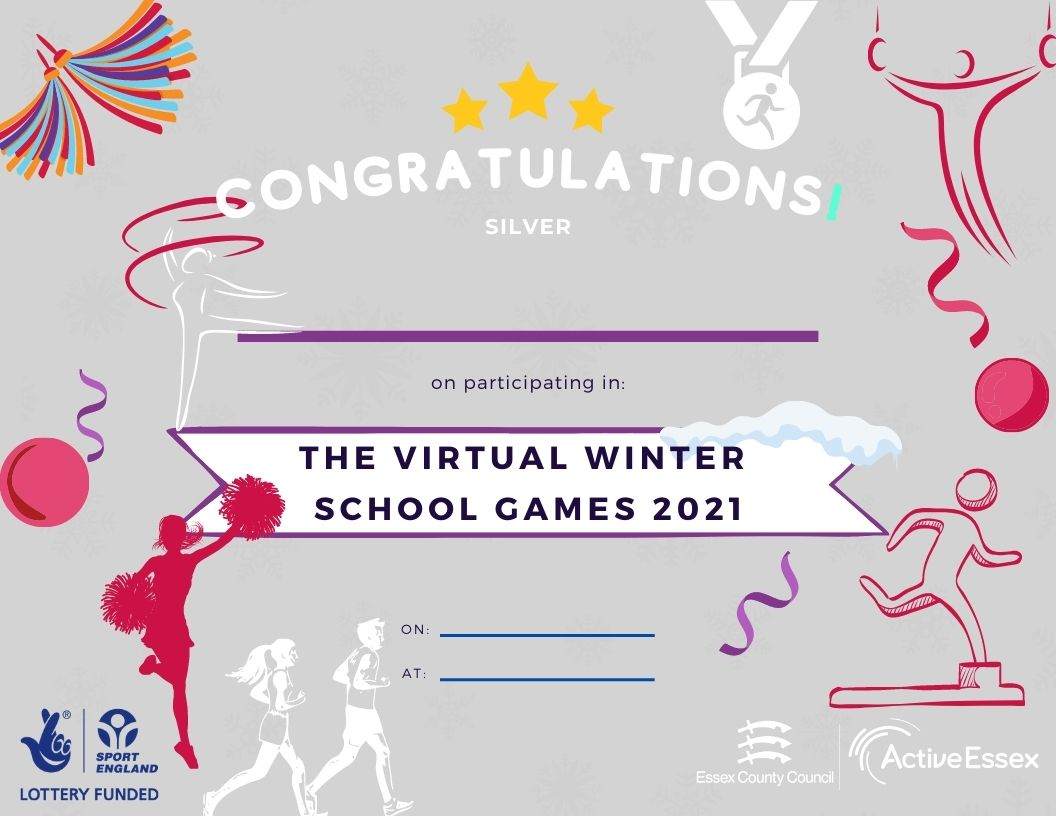 CONGRATULATIONS!
SILVER
on participating in:
THE VIRTUAL WINTER
SCHOOL GAMES 2021
ON:
AT:
®
SPORT
ENGLAND
LOTTERY FUNDED
Essex County Council
ActiveEssex